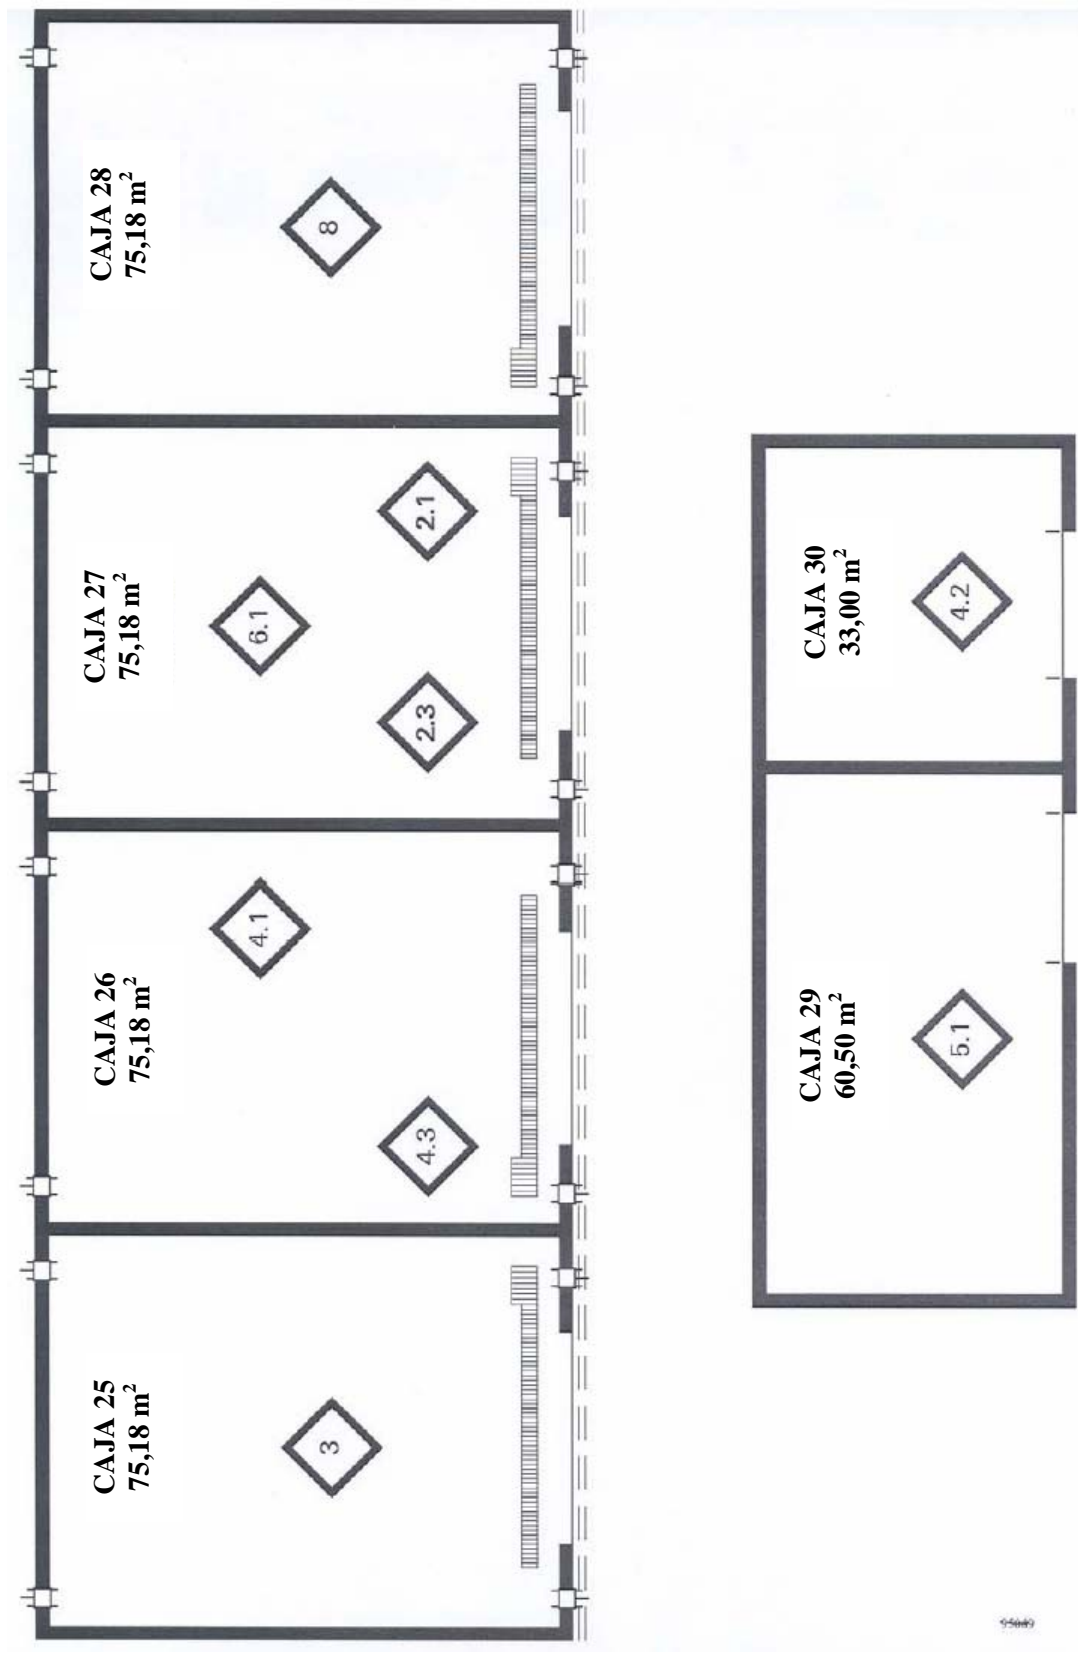 CAJA 25
75,18 m²
3
CAJA 26
75,18 m²
4.1
4.3
CAJA 27
75,18 m²
6.1
2.3
2.1
CAJA 28
75,18 m²
8
CAJA 29
60,50 m²
5.1
CAJA 30
33,00 m²
4.2